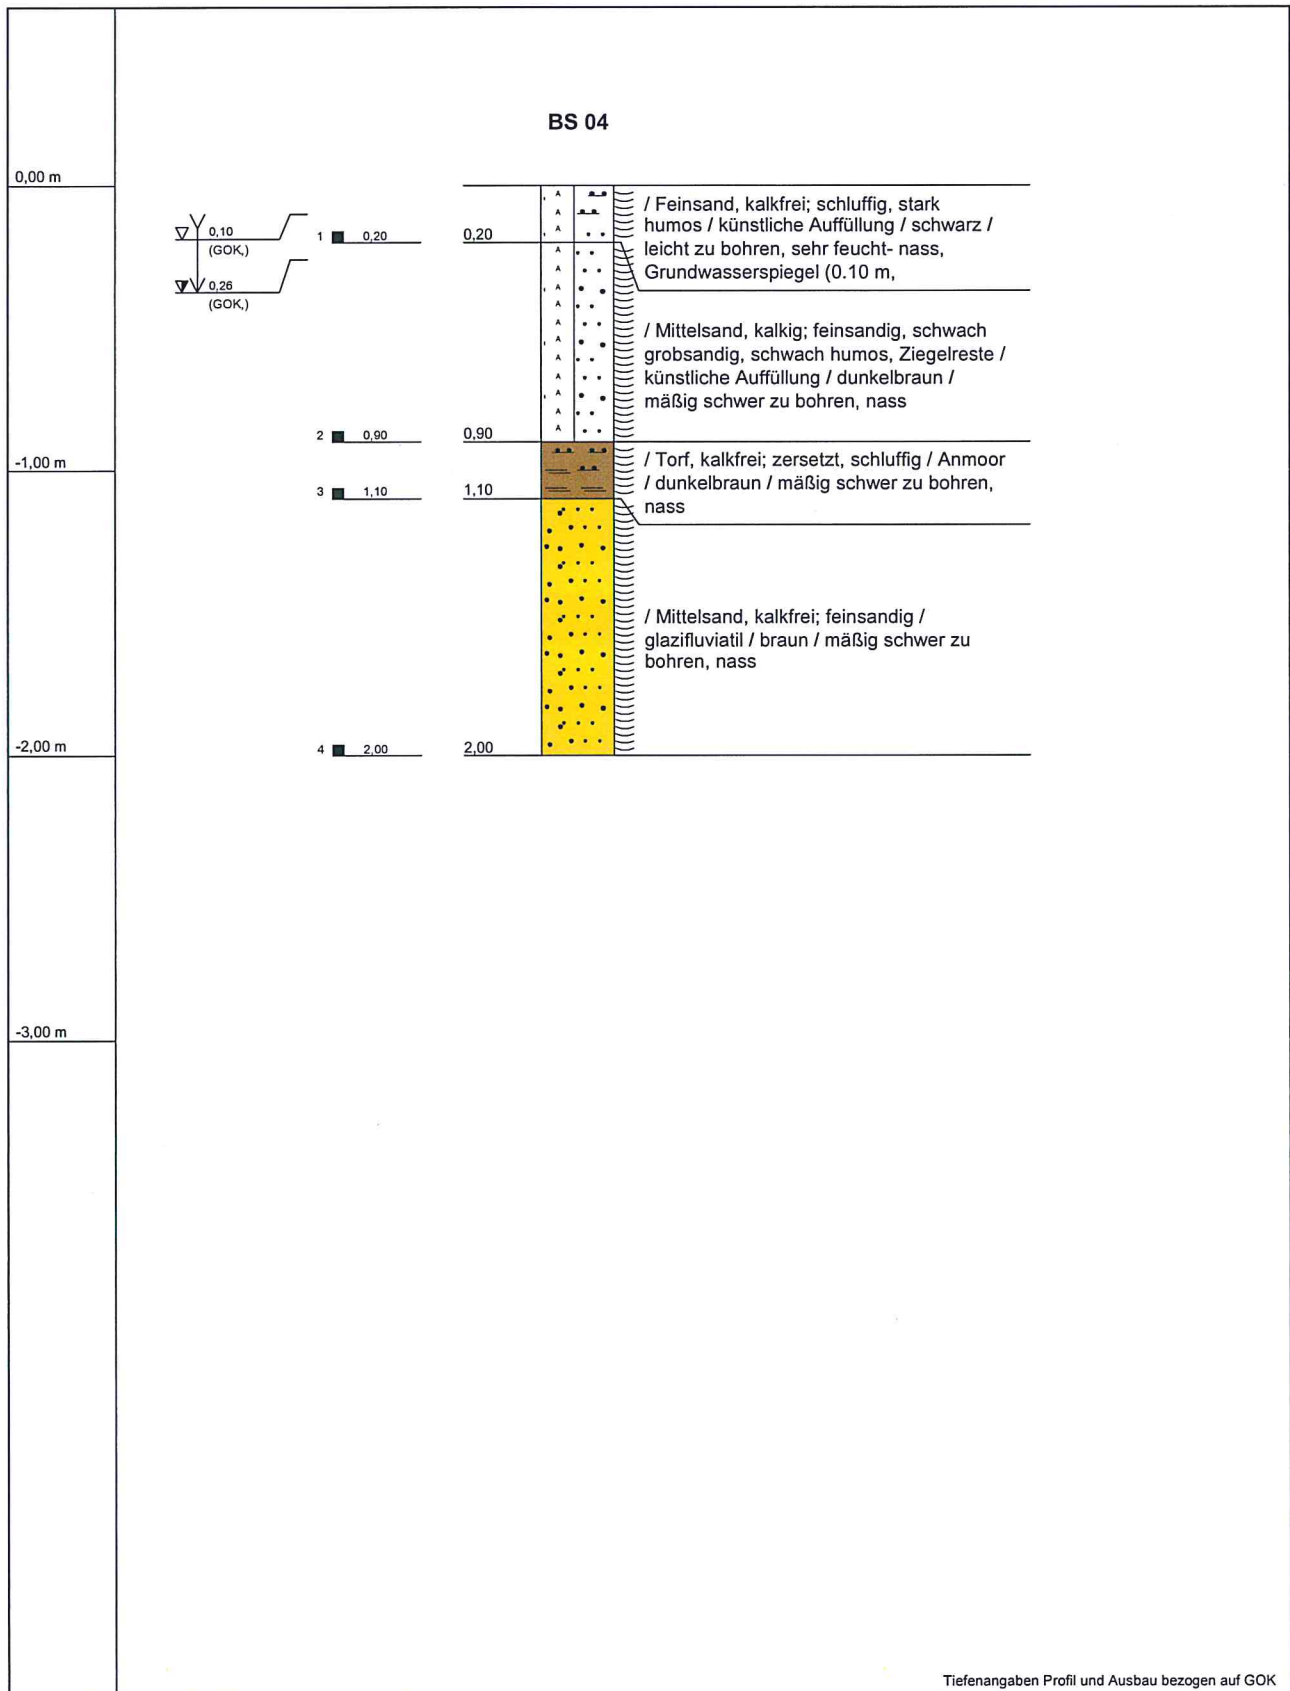 BS 04
0,00 m
0,10
(GOK,)
0,26
(GOK,)
1 0,20
0,20
/ Feinsand, kalkfrei; schluffig, stark
humos / künstliche Auffüllung / schwarz /
leicht zu bohren, sehr feucht- nass,
Grundwasserspiegel (0.10 m,
/ Mittelsand, kalkig; feinsandig, schwach
grobsandig, schwach humos, Ziegelreste /
künstliche Auffüllung / dunkelbraun /
mäßig schwer zu bohren, nass
2 0,90
0,90
-1,00 m
/ Torf, kalkfrei; zersetzt, schluffig / Anmoor
/ dunkelbraun / mäßig schwer zu bohren,
nass
3 1,10
1,10
/ Mittelsand, kalkfrei; feinsandig /
glazifluviatil / braun / mäßig schwer zu
bohren, nass
-2,00 m
4 2,00
2,00
-3,00 m
A
A
A
A
A
A
A
A
A
A
A
A
A
A
Tiefenangaben Profil und Ausbau bezogen auf GOK